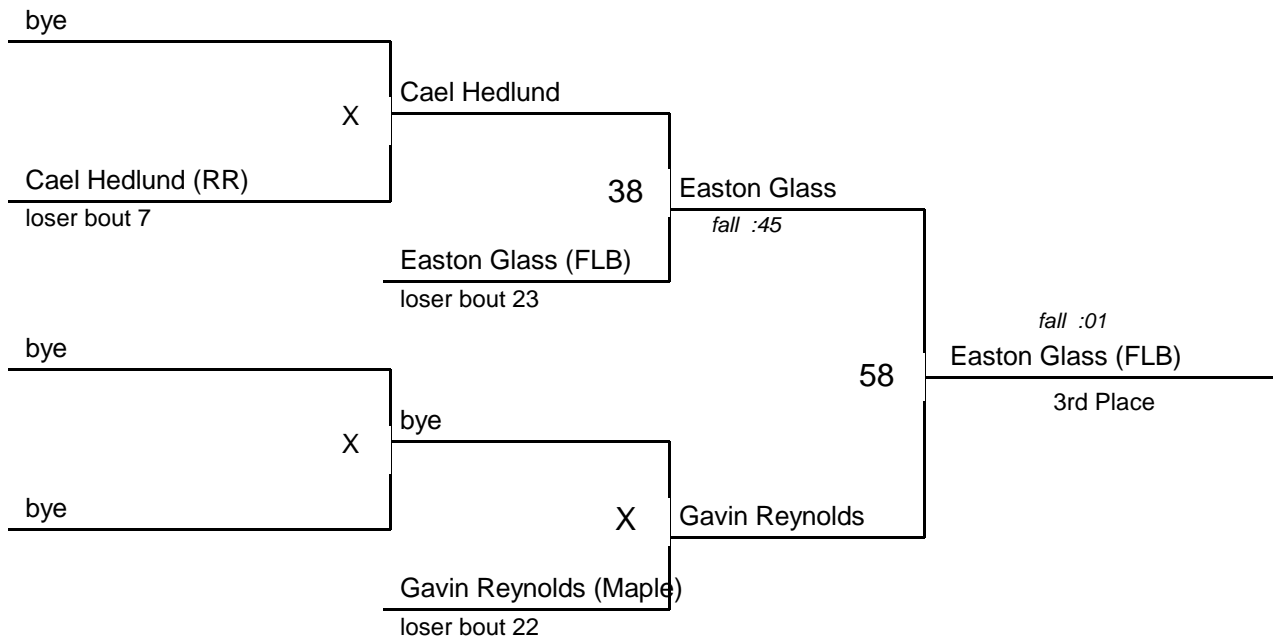 bye
X
Cael Hedlund
Cael Hedlund (RR)
loser bout 7
38
Easton Glass
fall :45
Easton Glass (FLB)
loser bout 23
fall :01
bye
58
Easton Glass (FLB)
3rd Place
X
bye
bye
X
Gavin Reynolds
Gavin Reynolds (Maple)
loser bout 22